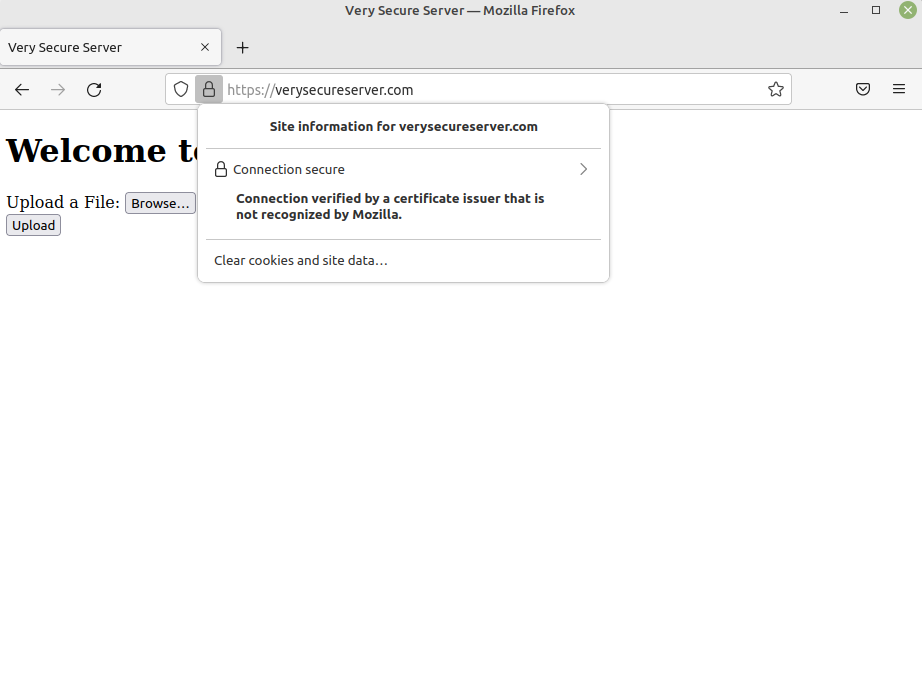 Very Secure Server — Mozilla Firefox
Very Secure Server
https://verysecureserver.com
Site information for verysecureserver.com
Welcome to
Connection secure
Connection verified by a certificate issuer that is
not recognized by Mozilla.
Upload a File: Browse...
Upload
Clear cookies and site data...